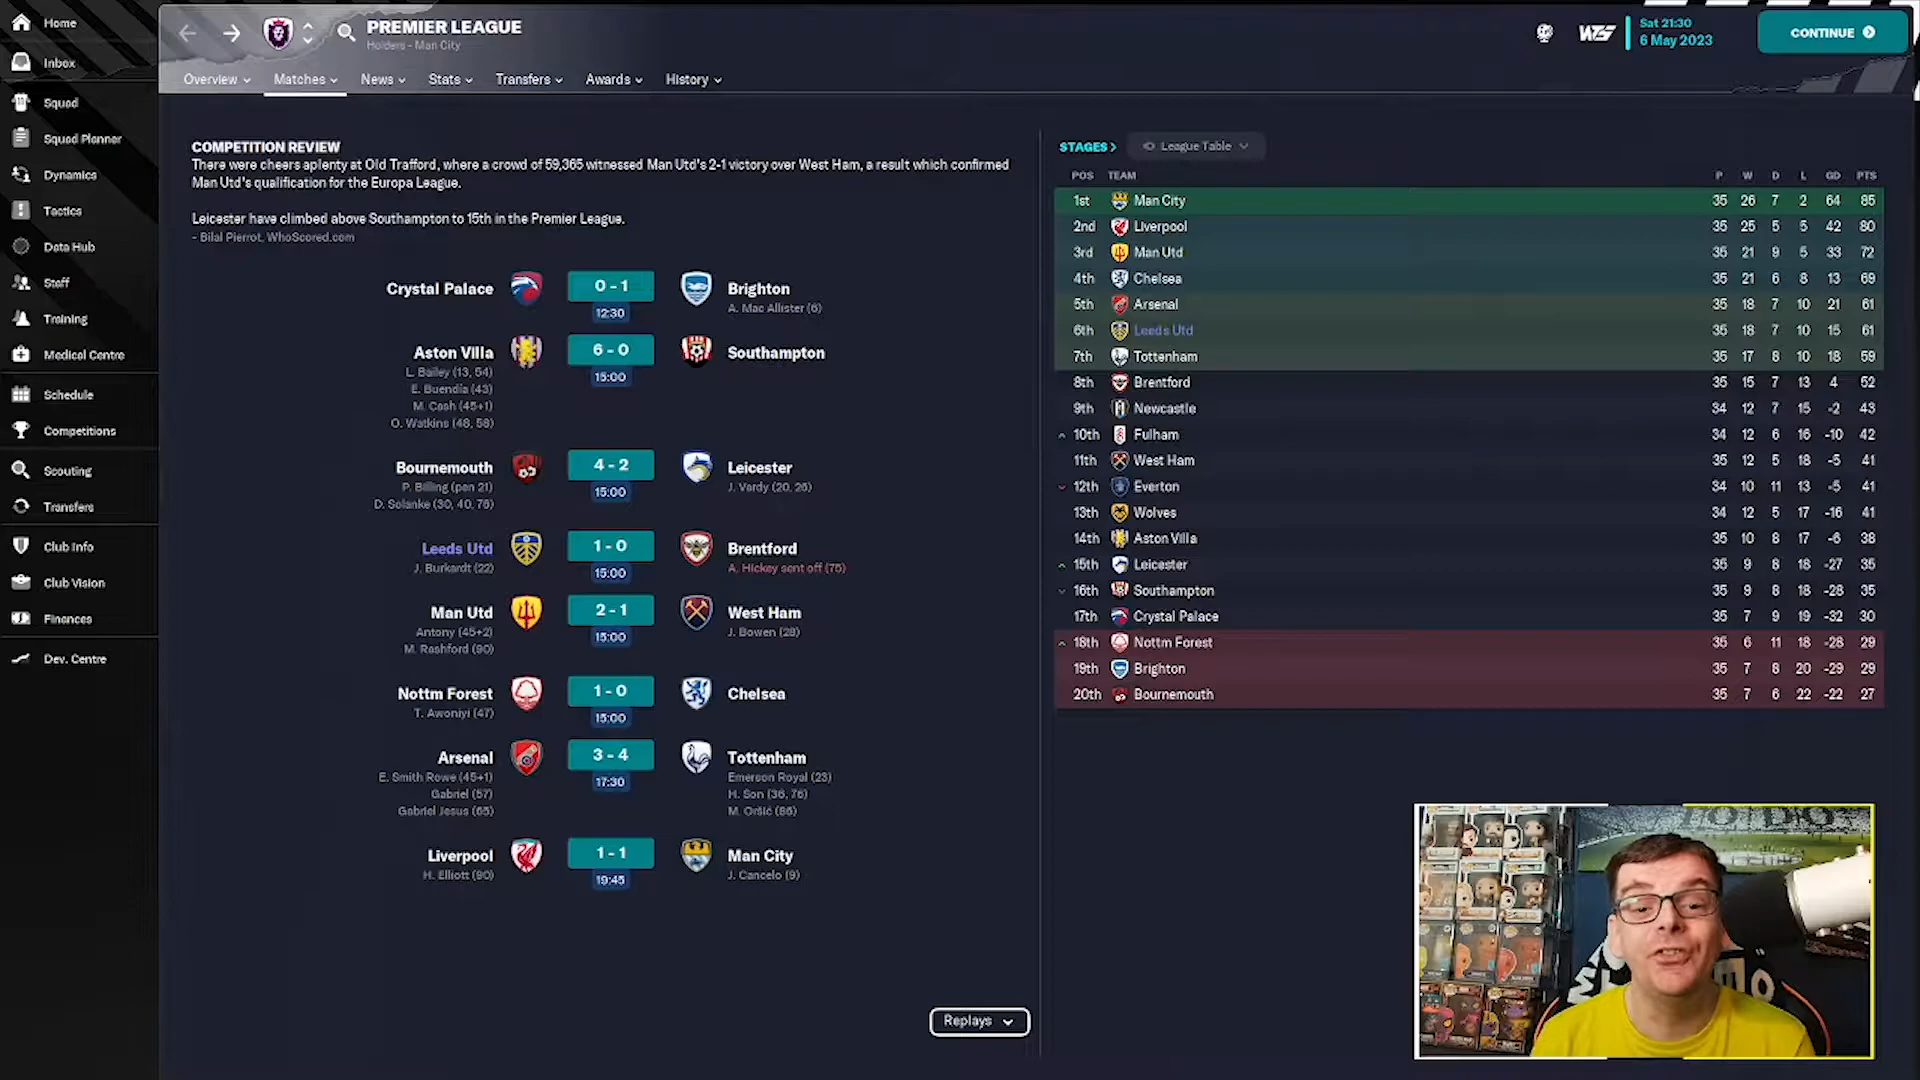 Home
Inbox
Squad
Squad Planner
Dynamics
Tactics
Data Hub
Staff
Training
Medical Centre
Schedule
Competitions
Scouting
Transfers
Club Info
Club Vision
Finances
Dev. Centre
PREMIER LEAGUE
Holders - Man City
Sat 21:30
6 May 2023
CONTINUE
Overview Matches News Stats Transfers Awards History
COMPETITION REVIEW
There were cheers aplenty at Old Trafford, where a crowd of 59,365 witnessed Man Utd's 2-1 victory over West Ham, a result which confirmed
Man Utd's qualification for the Europa League.
Leicester have climbed above Southampton to 15th in the Premier League.
- Bilal Pierrot, WhoScored.com
Crystal Palace 0 - 1 Brighton
12:30 A. Mac Allister (6)
Aston Villa 6 - 0 Southampton
L. Bailey (13, 54) 15:00
E. Buendía (43)
M. Cash (45+1)
O. Watkins (48, 58)
Bournemouth 4 - 2 Leicester
P. Billing (pen 21) 15:00 J. Vardy (20, 26)
D. Solanke (30, 40, 76)
Leeds Utd 1 - 0 Brentford
J. Burkardt (22) 15:00 A. Hickey sent off (75)
Man Utd 2 - 1 West Ham
Antony (45+2) 15:00 J. Bowen (28)
M. Rashford (90)
Nottm Forest 1 - 0 Chelsea
T. Awoniyi (47) 15:00
Arsenal 3 - 4 Tottenham
E. Smith Rowe (45+1) 17:30 Emerson Royal (23)
Gabriel (57) H. Son (36, 76)
Gabriel Jesus (65) M. Oršić (86)
Liverpool 1 - 1 Man City
H. Elliott (90) 19:45 J. Cancelo (9)
Replays
STAGES League Table
POS TEAM P W D L GD PTS
1st Man City 35 26 7 2 64 85
2nd Liverpool 35 25 5 5 42 80
3rd Man Utd 35 21 9 5 33 72
4th Chelsea 35 21 6 8 13 69
5th Arsenal 35 18 7 10 21 61
6th Leeds Utd 35 18 7 10 15 61
7th Tottenham 35 17 8 10 18 59
8th Brentford 35 15 7 13 4 52
9th Newcastle 34 12 7 15 -2 43
10th Fulham 34 12 6 16 -10 42
11th West Ham 35 12 5 18 -5 41
12th Everton 34 10 11 13 -5 41
13th Wolves 34 12 5 17 -16 41
14th Aston Villa 35 10 8 17 -6 38
15th Leicester 35 9 8 18 -27 35
16th Southampton 35 9 8 18 -28 35
17th Crystal Palace 35 7 9 19 -32 30
18th Nottm Forest 35 6 11 18 -28 29
19th Brighton 35 7 8 20 -29 29
20th Bournemouth 35 7 6 22 -22 27